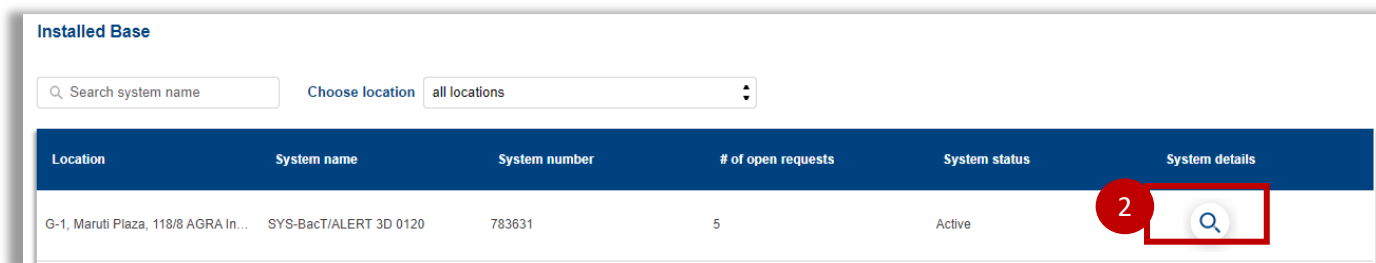 Installed Base
Search system name Choose location all locations
Location System name System number # of open requests System status System details
2
G-1, Maruti Plaza, 118/8 AGRA In... SYS-BacT/ALERT 3D 0120 783631 5 Active